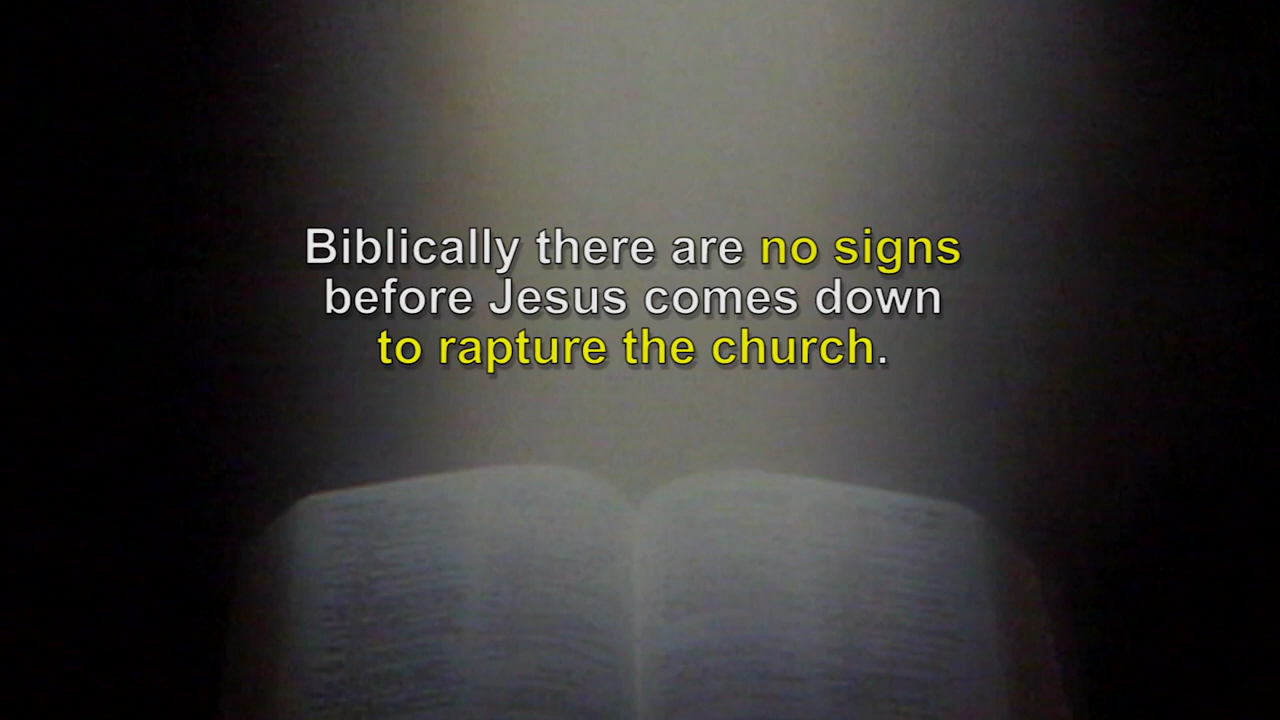 Biblically there are no signs
before Jesus comes down
to rapture the church.